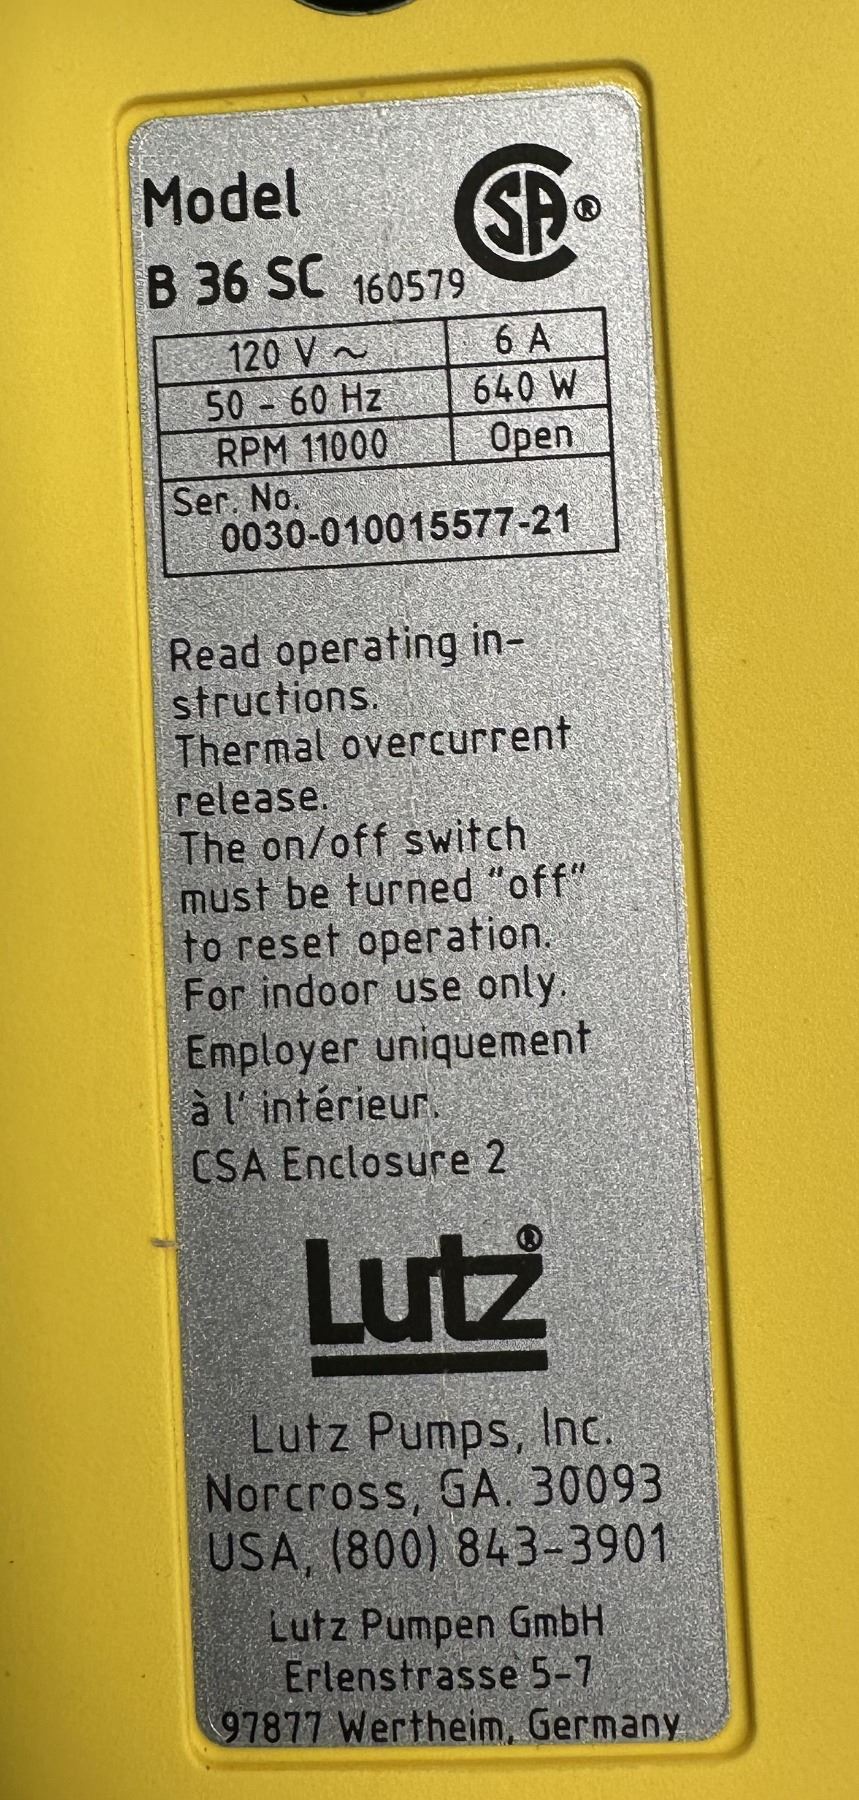 Model
CSA®
B 36 SC 160579
120 V ~ 6 A
50 - 60 Hz 640 W
RPM 11000 Open
Ser. No.
0030-010015577-21
Read operating in-
structions.
Thermal overcurrent
release.
The on/off switch
must be turned "off"
to reset operation.
For indoor use only.
Employer uniquement
à l' intérieur.
CSA Enclosure 2
Lutz®
Lutz Pumps, Inc.
Norcross, GA. 30093
USA, (800) 843-3901
Lutz Pumpen GmbH
Erlenstrasse 5-7
97877 Wertheim, Germany